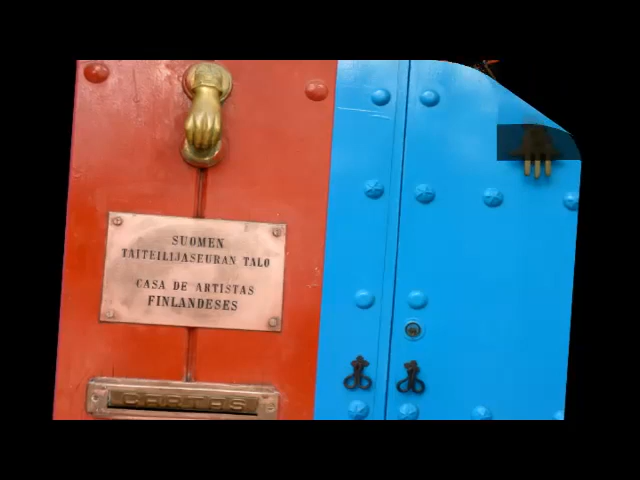 SUOMEN
TAITEILIJASEURAN TALO
CASA DE ARTISTAS
FINLANDESES
CARTAS